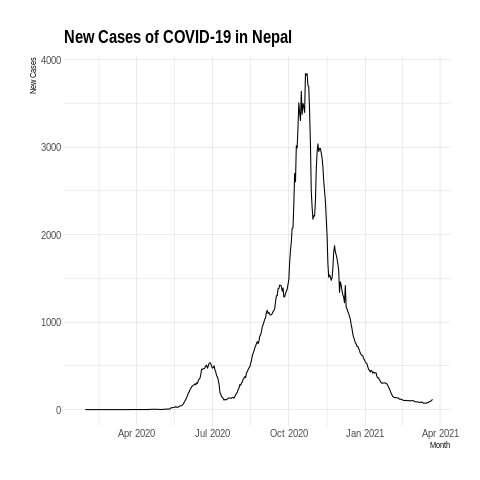 New Cases of COVID-19 in Nepal
New Cases
4000
3000
2000
1000
0
Apr 2020 Jul 2020 Oct 2020 Jan 2021 Apr 2021
Month